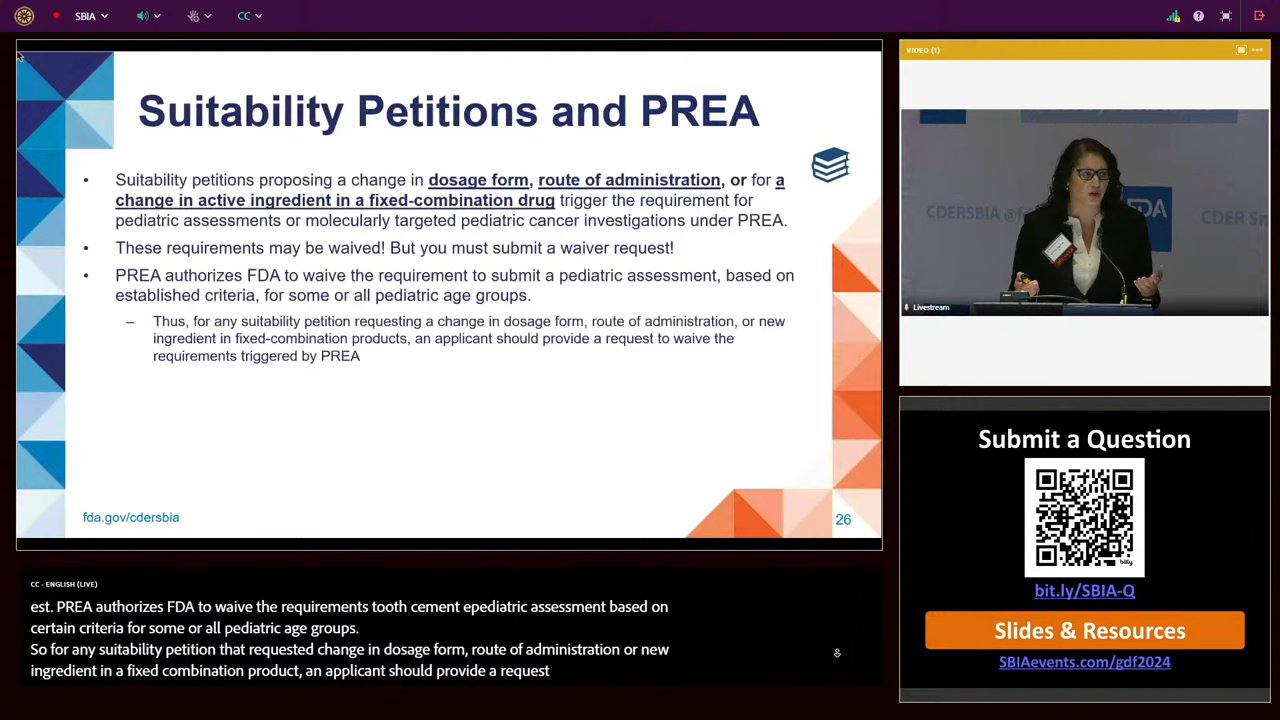 SBIA
CC
Suitability Petitions and PREA
• Suitability petitions proposing a change in dosage form, route of administration, or for a
change in active ingredient in a fixed-combination drug trigger the requirement for
pediatric assessments or molecularly targeted pediatric cancer investigations under PREA.
• These requirements may be waived! But you must submit a waiver request!
• PREA authorizes FDA to waive the requirement to submit a pediatric assessment, based on
established criteria, for some or all pediatric age groups.
– Thus, for any suitability petition requesting a change in dosage form, route of administration, or new
ingredient in fixed-combination products, an applicant should provide a request to waive the
requirements triggered by PREA
fda.gov/cdersbia
26
CC - ENGLISH (LIVE)
est. PREA authorizes FDA to waive the requirements tooth cement epediatric assessment based on
certain criteria for some or all pediatric age groups.
So for any suitability petition that requested change in dosage form, route of administration or new
ingredient in a fixed combination product, an applicant should provide a request
VIDEO (1)
Livestream
Submit a Question
bitly
bit.ly/SBIA-Q
Slides & Resources
SBIAevents.com/gdf2024